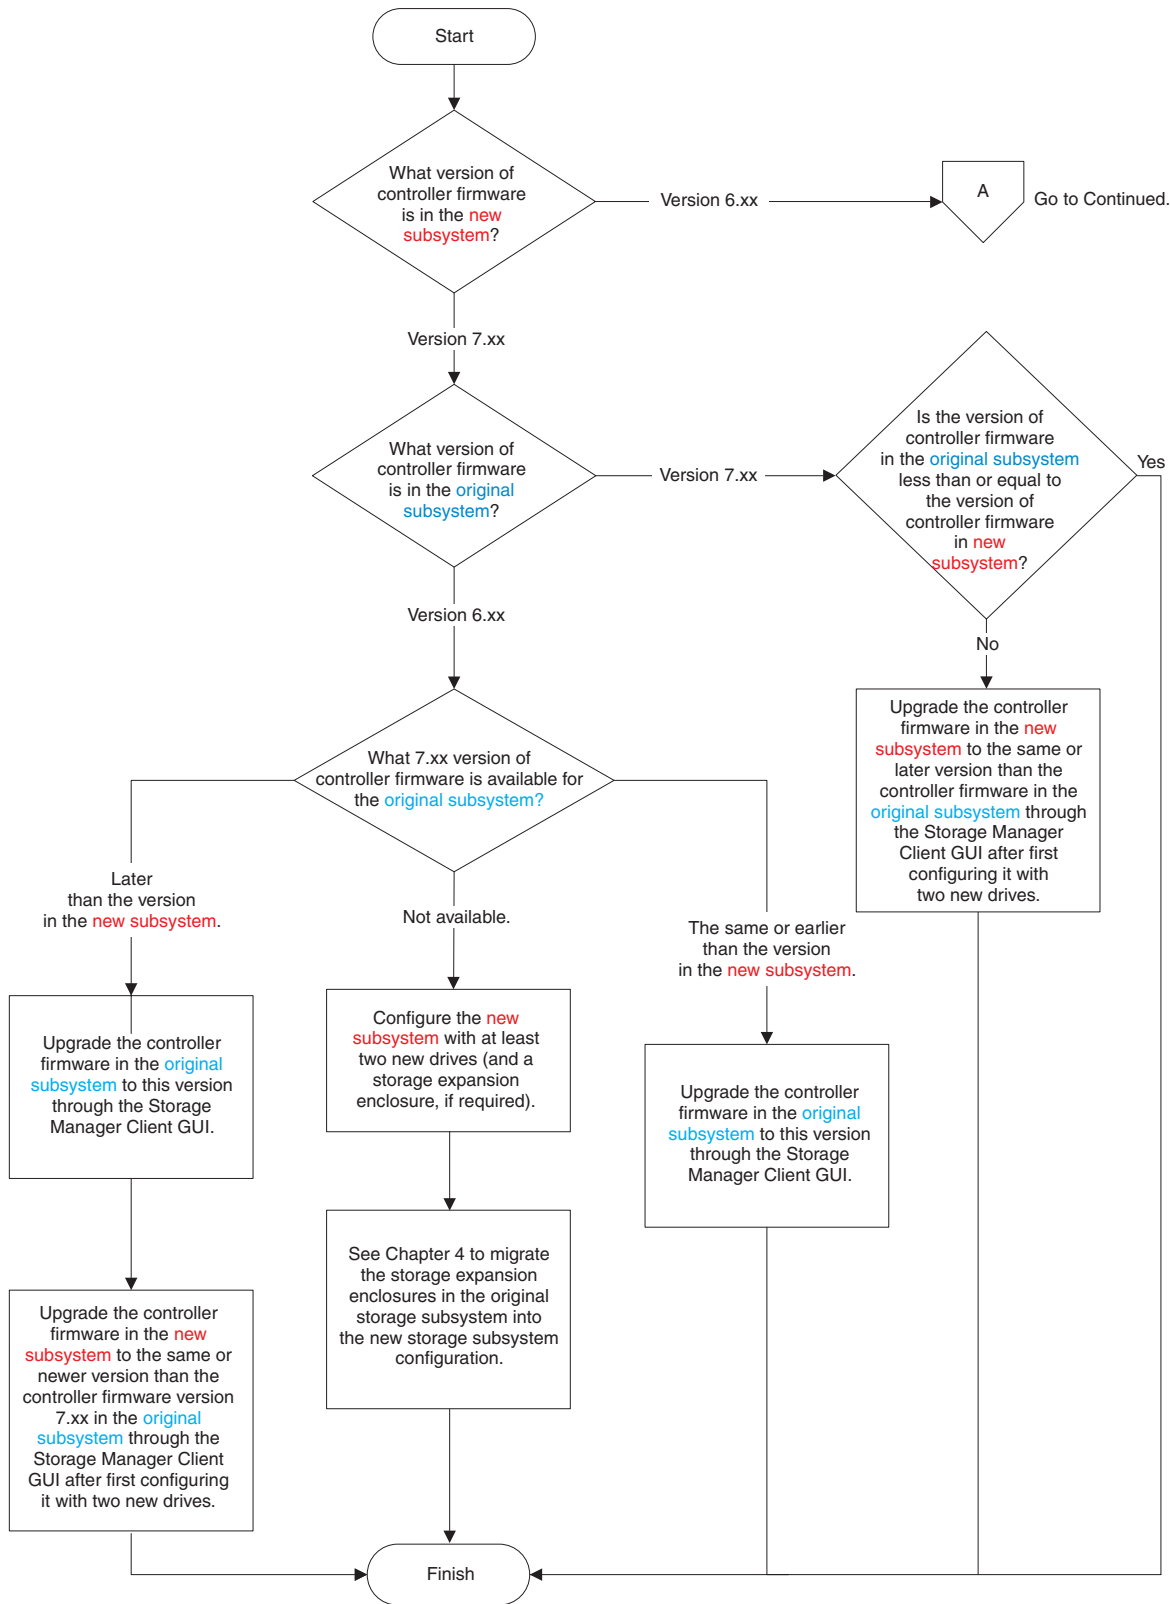 Start
What version of
controller firmware
is in the new
subsystem?
Version 6.xx
A
Go to Continued.
Version 7.xx
What version of
controller firmware
is in the original
subsystem?
Version 7.xx
Is the version of
controller firmware
in the original subsystem
less than or equal to
the version of
controller firmware
in new
subsystem?
Yes
Version 6.xx
No
Upgrade the controller
firmware in the new
subsystem to the same or
later version than the
controller firmware in the
original subsystem through
the Storage Manager
Client GUI after first
configuring it with
two new drives.
What 7.xx version of
controller firmware is available for
the original subsystem?
Later
than the version
in the new subsystem.
Not available.
The same or earlier
than the version
in the new subsystem.
Upgrade the controller
firmware in the original
subsystem to this version
through the Storage
Manager Client GUI.
Configure the new
subsystem with at least
two new drives (and a
storage expansion
enclosure, if required).
Upgrade the controller
firmware in the original
subsystem to this version
through the Storage
Manager Client GUI.
See Chapter 4 to migrate
the storage expansion
enclosures in the original
storage subsystem into
the new storage subsystem
configuration.
Upgrade the controller
firmware in the new
subsystem to the same or
newer version than the
controller firmware version
7.xx in the original
subsystem through the
Storage Manager Client
GUI after first configuring
it with two new drives.
Finish